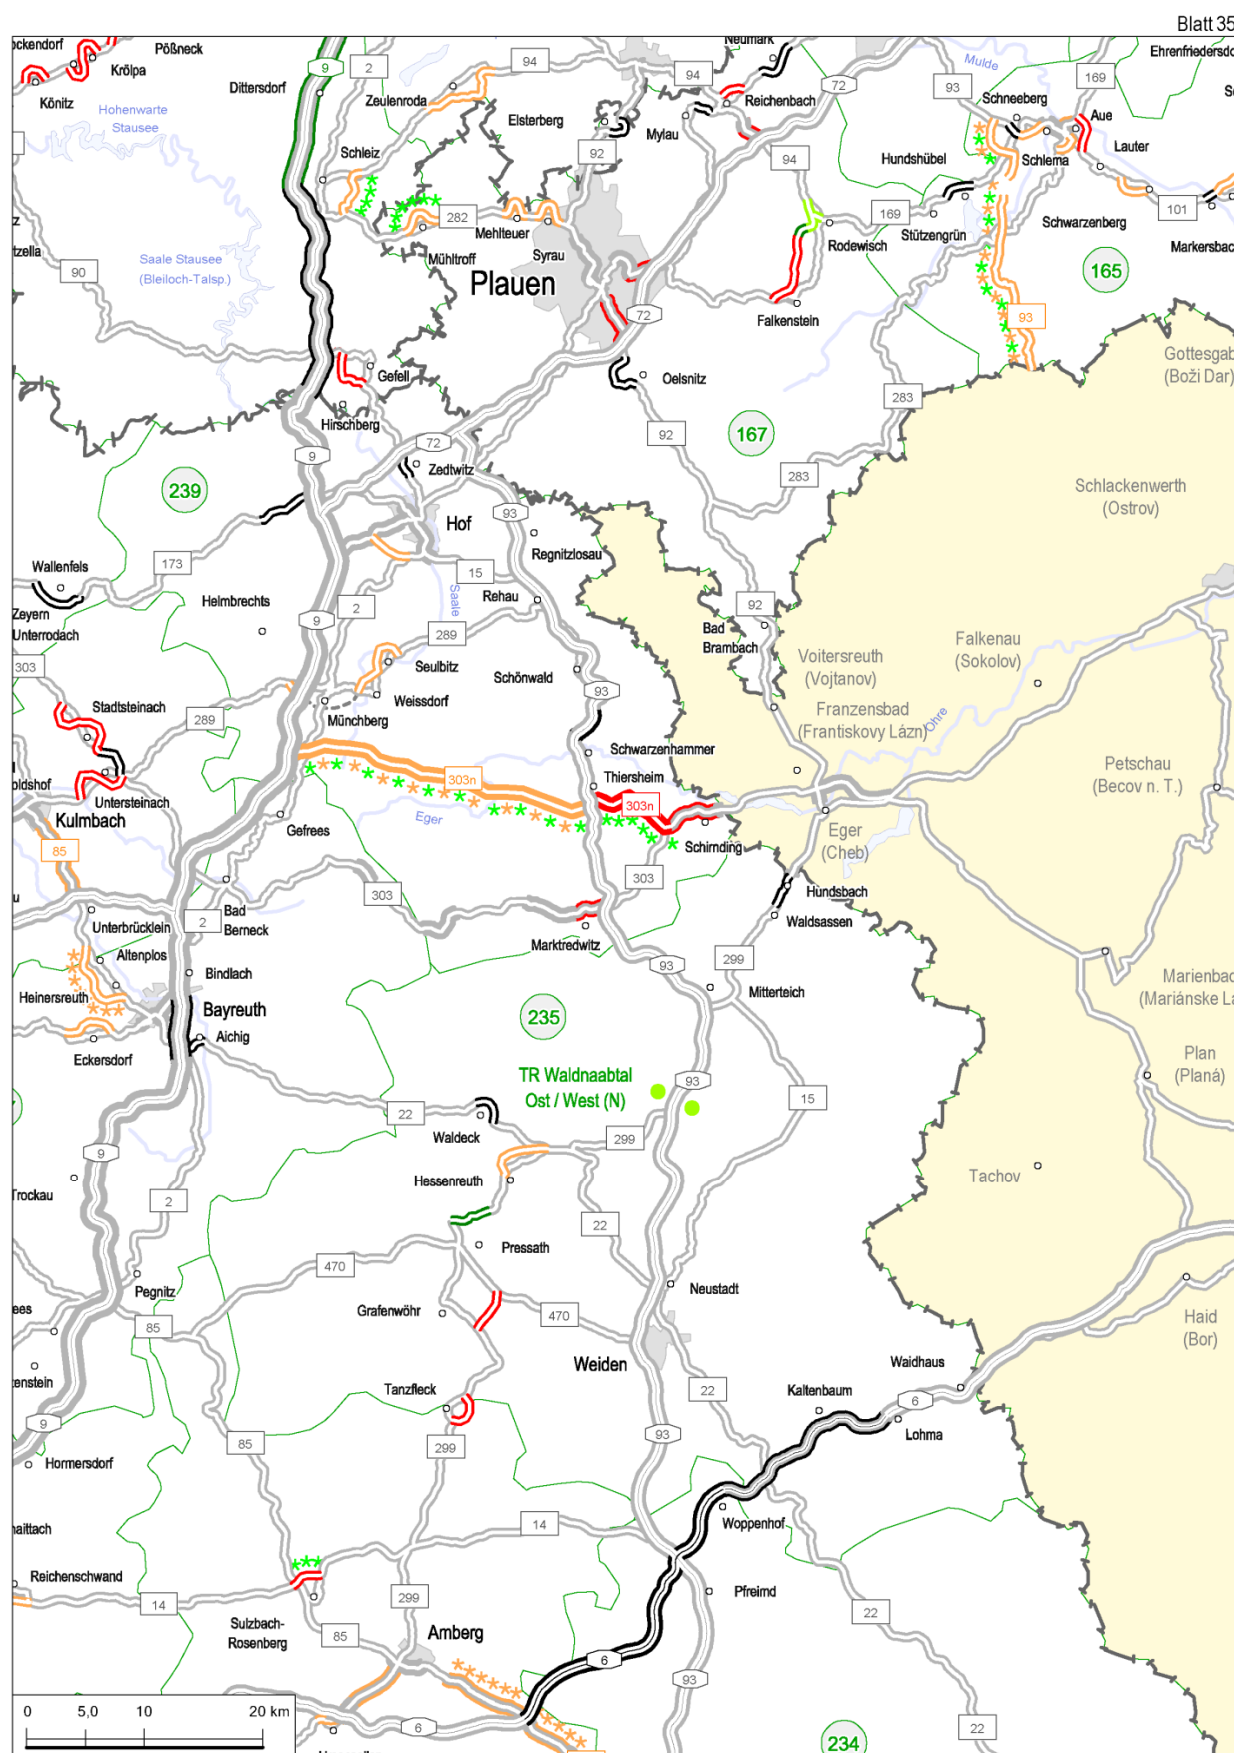 Blatt 35
Pößneck
Krölpa
Könitz
Hohenwarte
Stausee
Dittersdorf
9
2
94
Zeulenroda
Elsterberg
Neumark
94
Reichenbach
Mylau
72
Mulde
93
169
Schneeberg
Aue
Lauter
Schlema
Hundshübel
Schleiz
92
94
282
Mehlteuer
Syrau
Mühltroff
169
Rodewisch
Stützengrün
Schwarzenberg
101
Markersbach
90
Saale Stausee
(Bleiloch-Talsp.)
Plauen
165
72
Falkenstein
93
Gefell
Oelsnitz
Hirschberg
283
Gottesgab
(Boži Dar)
9
72
92
167
Zedtwitz
283
239
Schlackenwerth
(Ostrov)
Hof
93
Regnitzlosau
Wallenfels
173
15
Saale
Helmbrechts
Rehau
2
9
92
Zeyern
Unterrodach
289
Bad
Brambach
Falkenau
(Sokolov)
303
Seulbitz
Schönwald
Voitersreuth
(Vojtanov)
Weissdorf
93
Stadtsteinach
289
Münchberg
Franzensbad
(Frantiskovy Lázn)
Ohre
Schwarzenhammer
303n
Thiersheim
303n
Petschau
(Becov n. T.)
Untersteinach
Kulmbach
Gefrees
Eger
Schirnding
Eger
(Cheb)
85
303
303
Hundsbach
Waldsassen
2
Bad
Berneck
Unterbrücklein
Altenplos
Marktredwitz
Bindlach
93
299
Mitterteich
Marienbad
(Mariánske La
Heinersreuth
Bayreuth
235
Aichig
Eckersdorf
Plan
(Planá)
TR Waldnaabtal
Ost / West (N)
93
15
22
Waldeck
299
9
Trockau
Hessenreuth
Tachov
2
22
Pressath
470
Pegnitz
Neustadt
Grafenwöhr
470
85
Haid
(Bor)
Weiden
Waidhaus
Tanzfleck
22
Kaltenbaum
6
Lohma
9
85
299
93
Hormersdorf
Woppenhof
14
Reichenschwand
299
Pfreimd
14
22
Sulzbach-
Rosenberg
85
Amberg
6
93
0
5,0
10
20 km
6
22
234